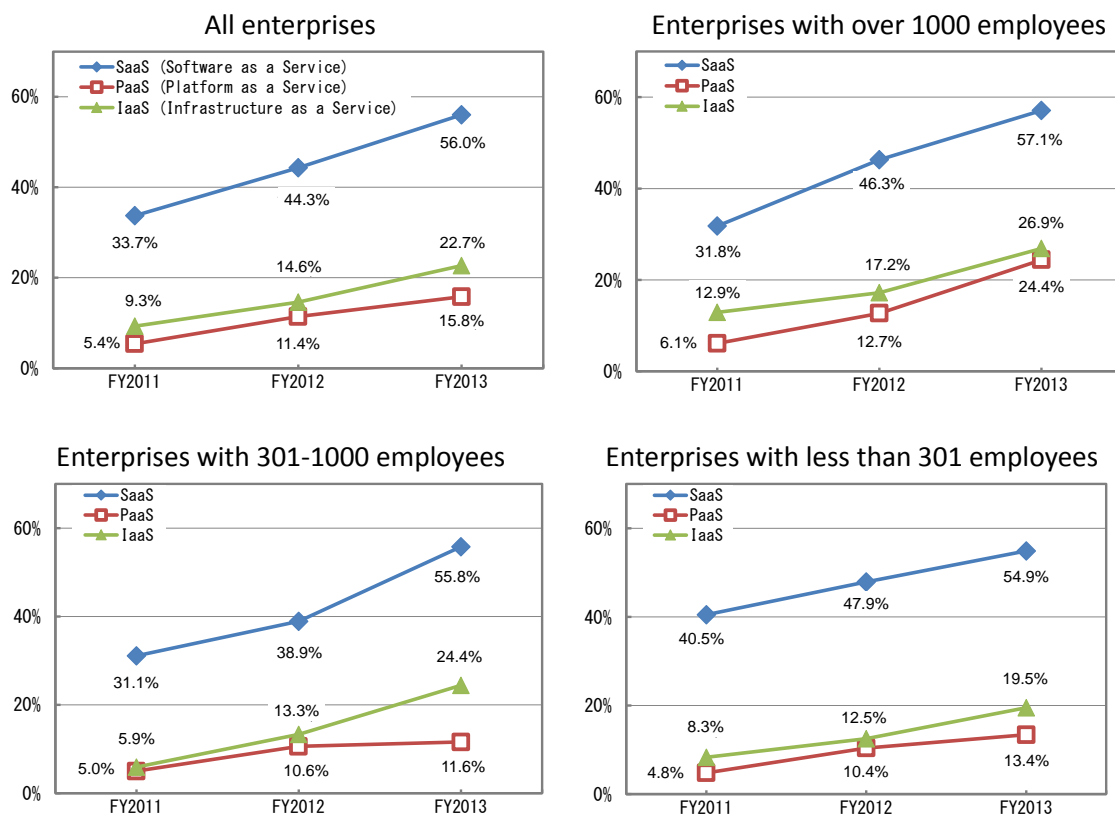 All enterprises
SaaS (Software as a Service)
PaaS (Platform as a Service)
IaaS (Infrastructure as a Service)
60%
40%
20%
0%
33.7%
44.3%
56.0%
9.3%
14.6%
22.7%
5.4%
11.4%
15.8%
FY2011
FY2012
FY2013
Enterprises with over 1000 employees
SaaS
PaaS
IaaS
60%
40%
20%
0%
31.8%
46.3%
57.1%
12.9%
17.2%
26.9%
6.1%
12.7%
24.4%
FY2011
FY2012
FY2013
Enterprises with 301-1000 employees
SaaS
PaaS
IaaS
60%
40%
20%
0%
31.1%
38.9%
55.8%
5.9%
13.3%
24.4%
5.0%
10.6%
11.6%
FY2011
FY2012
FY2013
Enterprises with less than 301 employees
SaaS
PaaS
IaaS
60%
40%
20%
0%
40.5%
47.9%
54.9%
8.3%
12.5%
19.5%
4.8%
10.4%
13.4%
FY2011
FY2012
FY2013